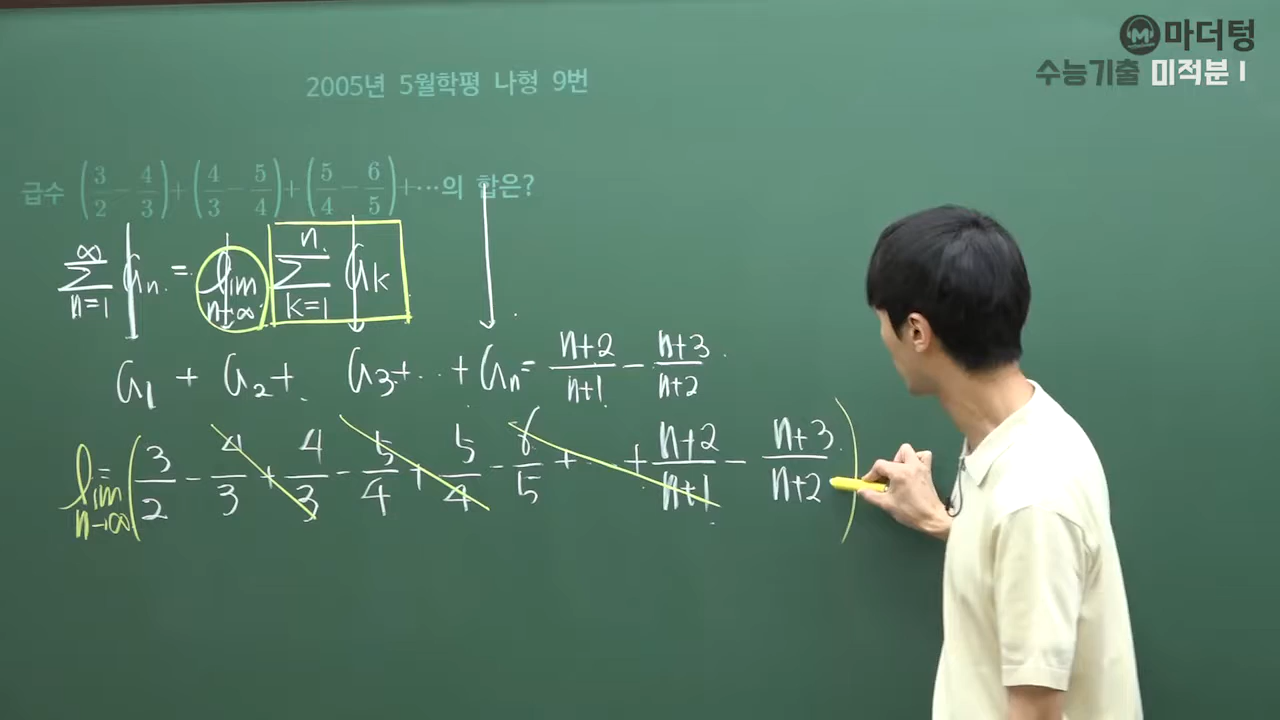 마더텅
수능기출 미적분 I
2005년 5월학평 나형 9번
급수 (3/2 − 4/3)+(4/3 − 5/4)+(5/4 − 6/5)+⋯의 합은?
∑_{n=1}^{∞} a_n = lim_{n→∞} ∑_{k=1}^{n} a_k
a_1 + a_2 + a_3 + ⋯ + a_n = (n+2)/(n+1) − (n+3)/(n+2)
= lim_{n→∞} (3/2 − 4/3 + 4/3 − 5/4 + 5/4 − 6/5 + ⋯ + (n+2)/(n+1) − (n+3)/(n+2))